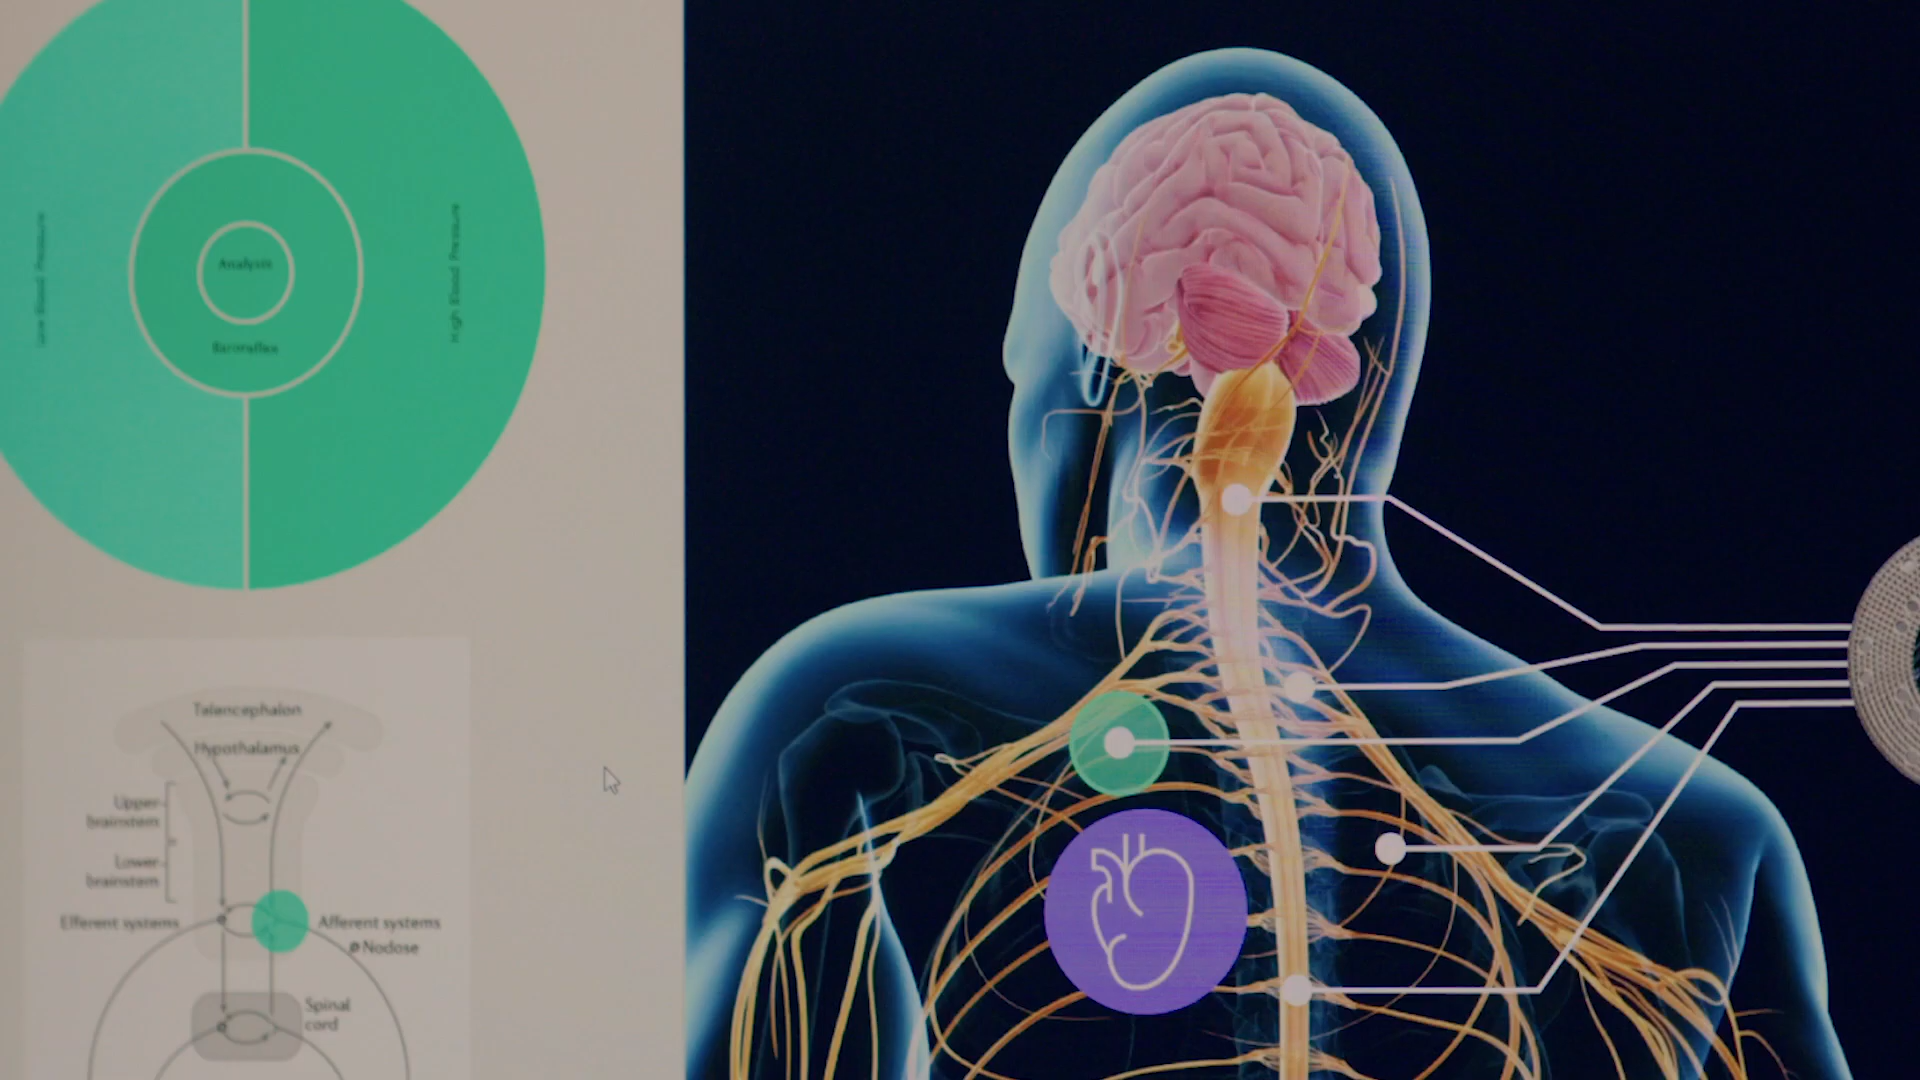 Low Blood Pressure
Analysis
Baroreflex
High Blood Pressure
Telencephalon
Hypothalamus
Upper
brainstem
Lower
brainstem
Efferent systems
Afferent systems
Nodose
Spinal
cord